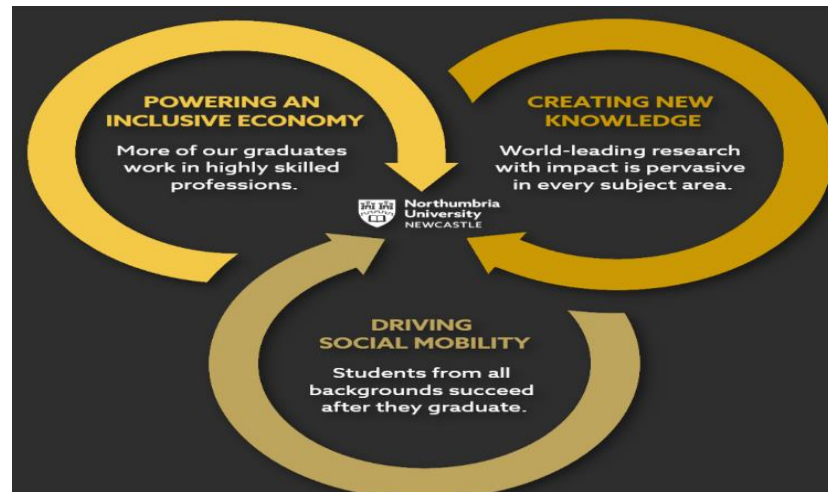 POWERING AN
INCLUSIVE ECONOMY
More of our graduates
work in highly skilled
professions.
CREATING NEW
KNOWLEDGE
World-leading research
with impact is pervasive
in every subject area.
Northumbria
University
NEWCASTLE
DRIVING
SOCIAL MOBILITY
Students from all
backgrounds succeed
after they graduate.